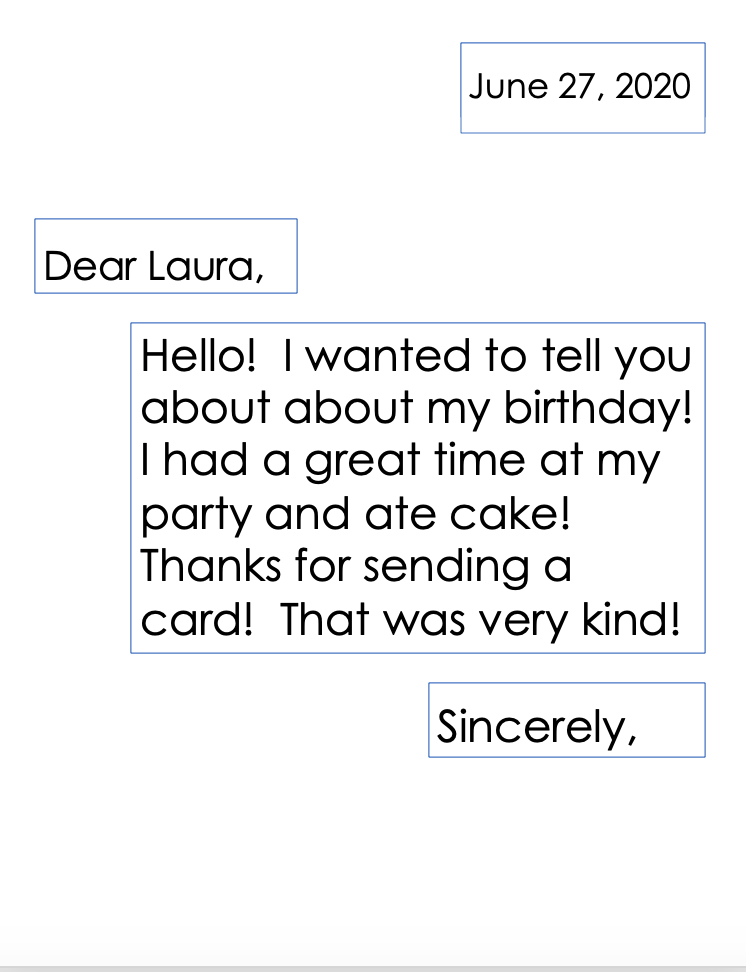 June 27, 2020
Dear Laura,
Hello!  I wanted to tell you
about about my birthday!
I had a great time at my
party and ate cake!
Thanks for sending a
card!  That was very kind!
Sincerely,